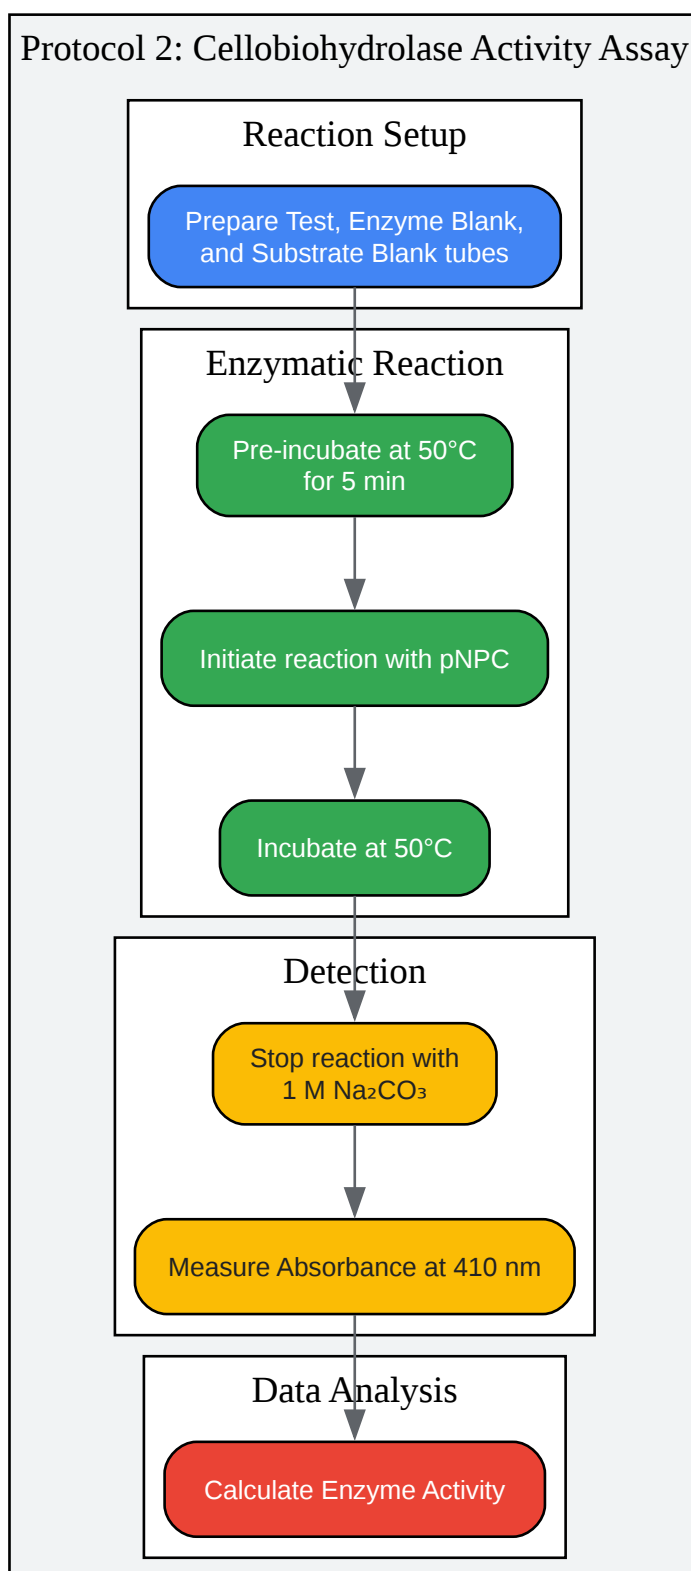 Protocol 2: Cellobiohydrolase Activity Assay
Reaction Setup
Prepare Test, Enzyme Blank,
and Substrate Blank tubes
Enzymatic Reaction
Pre-incubate at 50°C
for 5 min
Initiate reaction with pNPC
Incubate at 50°C
Detection
Stop reaction with
1 M Na₂CO₃
Measure Absorbance at 410 nm
Data Analysis
Calculate Enzyme Activity